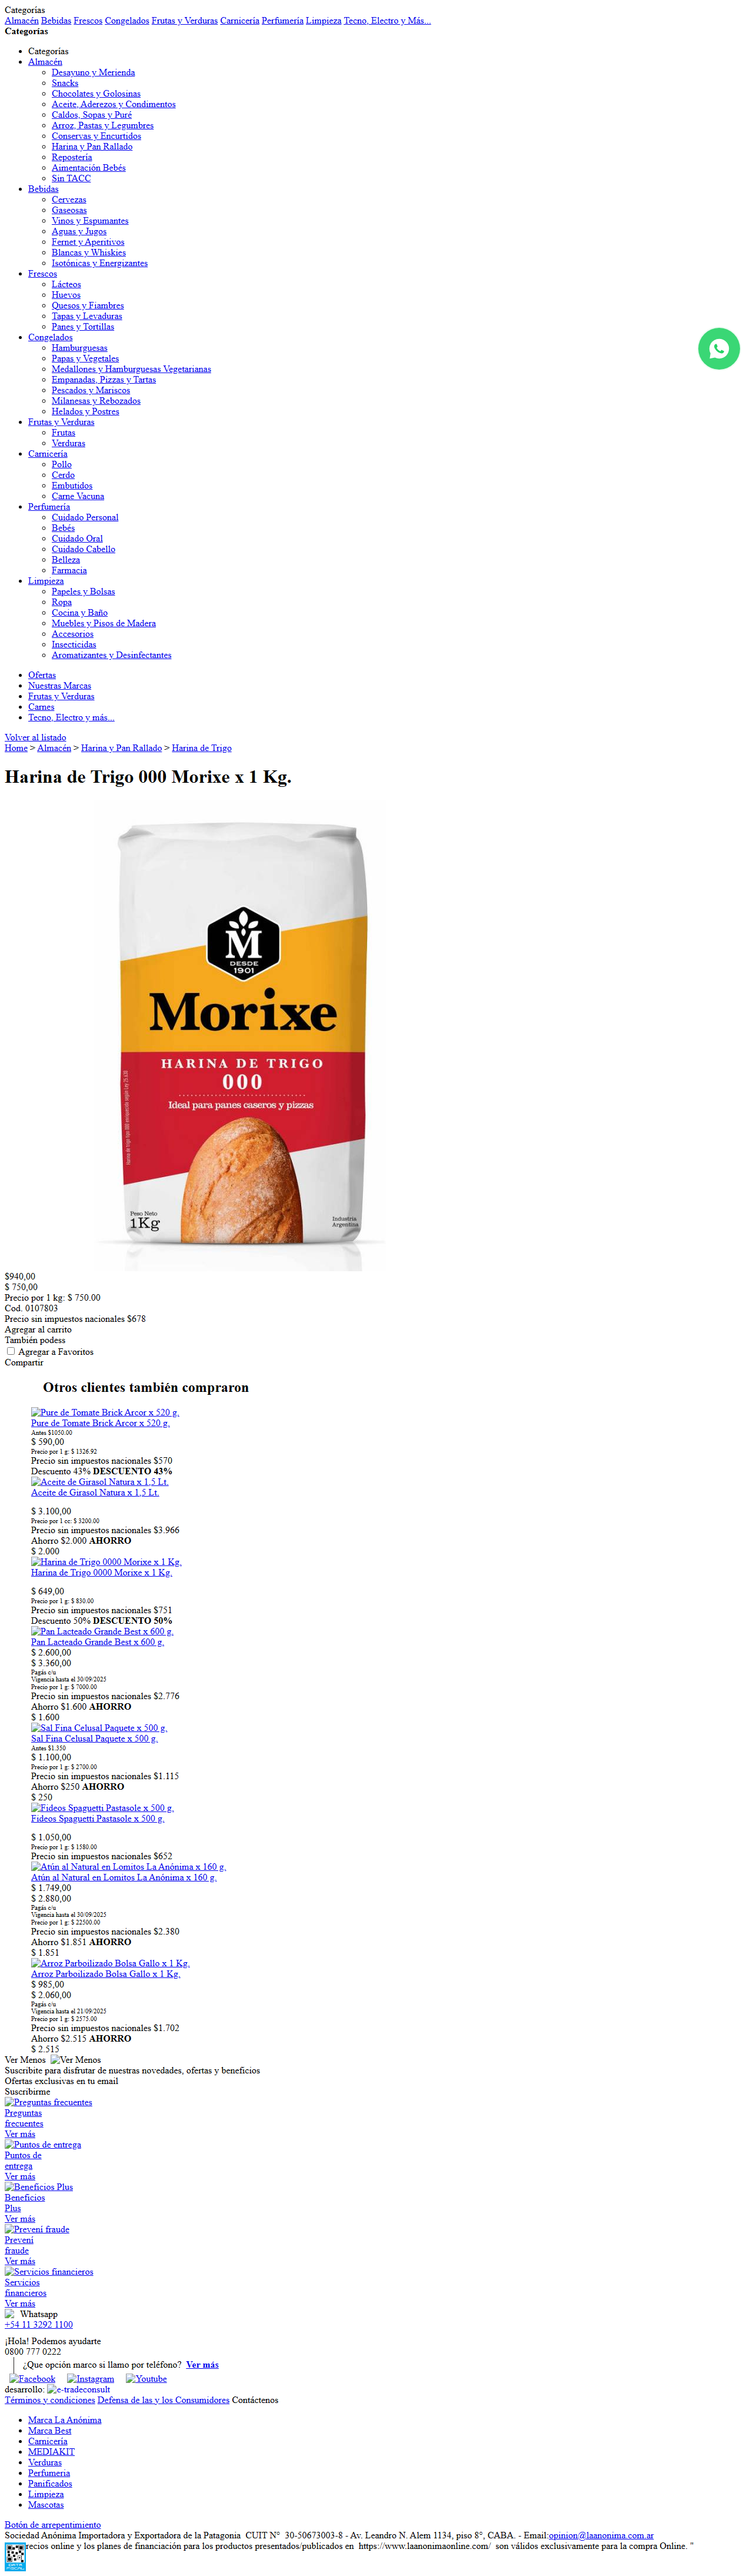 Categorías
Almacén Bebidas Frescos Congelados Frutas y Verduras Carnicería Perfumería Limpieza Tecno, Electro y Más...
Categorías
Categorías
Almacén
Desayuno y Merienda
Snacks
Chocolates y Golosinas
Aceite, Aderezos y Condimentos
Caldos, Sopas y Puré
Arroz, Pastas y Legumbres
Conservas y Encurtidos
Harina y Pan Rallado
Repostería
Aimentación Bebés
Sin TACC
Bebidas
Cervezas
Gaseosas
Vinos y Espumantes
Aguas y Jugos
Fernet y Aperitivos
Blancas y Whiskies
Isotónicas y Energizantes
Frescos
Lácteos
Huevos
Quesos y Fiambres
Tapas y Levaduras
Panes y Tortillas
Congelados
Hamburguesas
Papas y Vegetales
Medallones y Hamburguesas Vegetarianas
Empanadas, Pizzas y Tartas
Pescados y Mariscos
Milanesas y Rebozados
Helados y Postres
Frutas y Verduras
Frutas
Verduras
Carnicería
Pollo
Cerdo
Embutidos
Carne Vacuna
Perfumería
Cuidado Personal
Bebés
Cuidado Oral
Cuidado Cabello
Belleza
Farmacia
Limpieza
Papeles y Bolsas
Ropa
Cocina y Baño
Muebles y Pisos de Madera
Accesorios
Insecticidas
Aromatizantes y Desinfectantes
Ofertas
Nuestras Marcas
Frutas y Verduras
Carnes
Tecno, Electro y más...
Volver al listado
Home > Almacén > Harina y Pan Rallado > Harina de Trigo
Harina de Trigo 000 Morixe x 1 Kg.
M
DESDE
1901
Morixe
HARINA DE TRIGO
000
Ideal para panes caseros y pizzas
Peso Neto
1Kg
Industria
Argentina
$940,00
$ 750,00
Precio por 1 kg: $ 750.00
Cod. 0107803
Precio sin impuestos nacionales $678
Agregar al carrito
También podess
Agregar a Favoritos
Compartir
Otros clientes también compraron
Pure de Tomate Brick Arcor x 520 g.
Pure de Tomate Brick Arcor x 520 g.
Antes $1050.00
$ 590,00
Precio por 1 g: $ 1326.92
Precio sin impuestos nacionales $570
Descuento 43% DESCUENTO 43%
Aceite de Girasol Natura x 1,5 Lt.
Aceite de Girasol Natura x 1,5 Lt.
$ 3.100,00
Precio por 1 cc: $ 3200.00
Precio sin impuestos nacionales $3.966
Ahorro $2.000 AHORRO
$ 2.000
Harina de Trigo 0000 Morixe x 1 Kg.
Harina de Trigo 0000 Morixe x 1 Kg.
$ 649,00
Precio por 1 g: $ 830.00
Precio sin impuestos nacionales $751
Descuento 50% DESCUENTO 50%
Pan Lacteado Grande Best x 600 g.
Pan Lacteado Grande Best x 600 g.
$ 2.600,00
$ 3.360,00
Pagás c/u
Vigencia hasta el 30/09/2025
Precio por 1 g: $ 7000.00
Precio sin impuestos nacionales $2.776
Ahorro $1.600 AHORRO
$ 1.600
Sal Fina Celusal Paquete x 500 g.
Sal Fina Celusal Paquete x 500 g.
Antes $1.350
$ 1.100,00
Precio por 1 g: $ 2700.00
Precio sin impuestos nacionales $1.115
Ahorro $250 AHORRO
$ 250
Fideos Spaguetti Pastasole x 500 g.
Fideos Spaguetti Pastasole x 500 g.
$ 1.050,00
Precio por 1 g: $ 1580.00
Precio sin impuestos nacionales $652
Atún al Natural en Lomitos La Anónima x 160 g.
Atún al Natural en Lomitos La Anónima x 160 g.
$ 1.749,00
$ 2.880,00
Pagás c/u
Vigencia hasta el 30/09/2025
Precio por 1 g: $ 22500.00
Precio sin impuestos nacionales $2.380
Ahorro $1.851 AHORRO
$ 1.851
Arroz Parboilizado Bolsa Gallo x 1 Kg.
Arroz Parboilizado Bolsa Gallo x 1 Kg.
$ 985,00
$ 2.060,00
Pagás c/u
Vigencia hasta el 21/09/2025
Precio por 1 g: $ 2575.00
Precio sin impuestos nacionales $1.702
Ahorro $2.515 AHORRO
$ 2.515
Ver Menos Ver Menos
Suscribite para disfrutar de nuestras novedades, ofertas y beneficios
Ofertas exclusivas en tu email
Suscribirme
Preguntas frecuentes
Preguntas
frecuentes
Ver más
Puntos de entrega
Puntos de
entrega
Ver más
Beneficios Plus
Beneficios
Plus
Ver más
Prevení fraude
Prevení
fraude
Ver más
Servicios financieros
Servicios
financieros
Ver más
Whatsapp
+54 11 3292 1100
¡Hola! Podemos ayudarte
0800 777 0222
¿Que opción marco si llamo por teléfono? Ver más
Facebook Instagram Youtube
desarrollo: e-tradeconsult
Términos y condiciones Defensa de las y los Consumidores Contáctenos
Marca La Anónima
Marca Best
Carnicería
MEDIAKIT
Verduras
Perfumeria
Panificados
Limpieza
Mascotas
Botón de arrepentimiento
Sociedad Anónima Importadora y Exportadora de la Patagonia CUIT N° 30-50673003-8 - Av. Leandro N. Alem 1134, piso 8°, CABA. - Email:opinion@laanonima.com.ar
recios online y los planes de financiación para los productos presentados/publicados en https://www.laanonimaonline.com/ son válidos exclusivamente para la compra Online. "